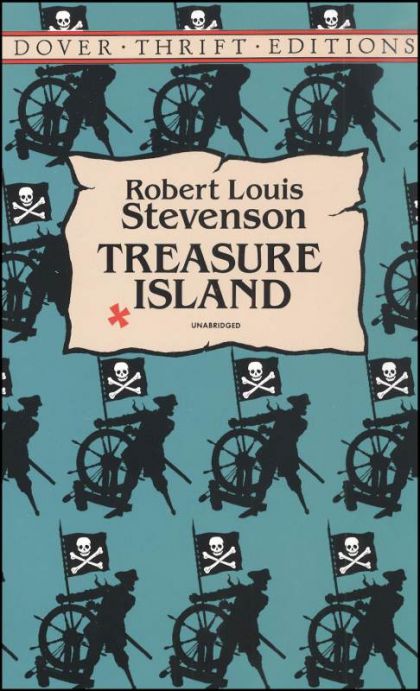 DOVER · THRIFT · EDITIONS
Robert Louis
Stevenson
TREASURE
ISLAND
UNABRIDGED